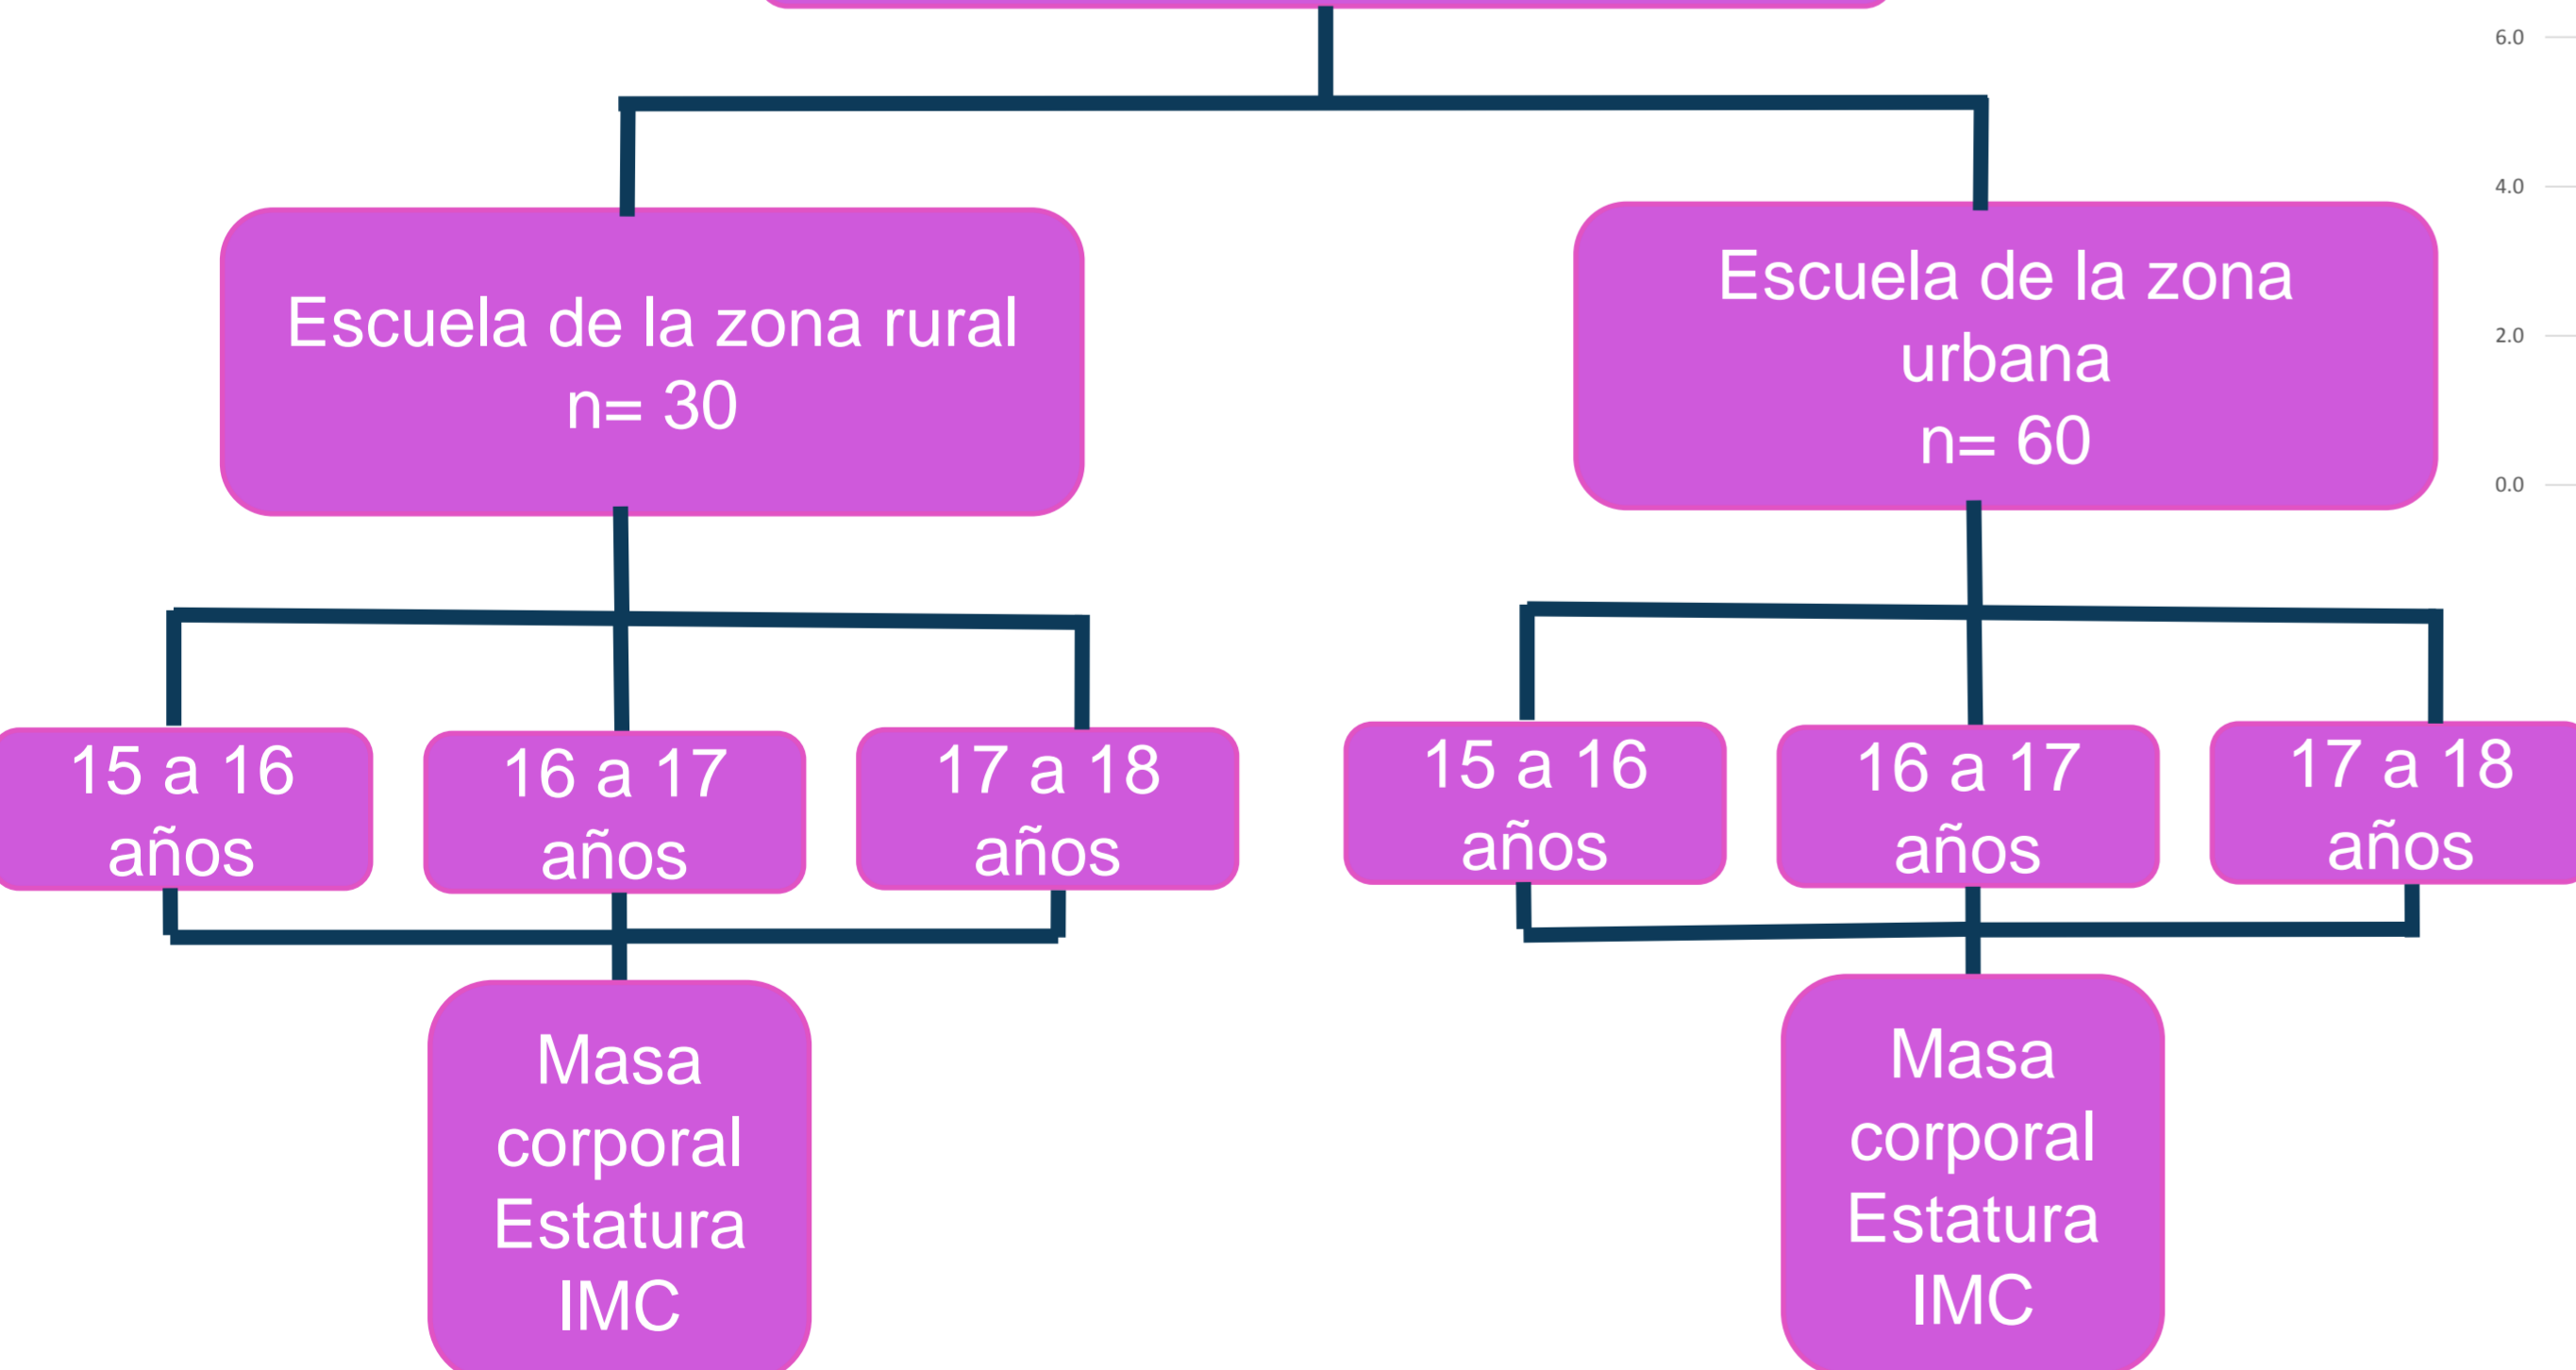 Escuela de la zona rural
n= 30
Escuela de la zona
urbana
n= 60
15 a 16
años
16 a 17
años
17 a 18
años
15 a 16
años
16 a 17
años
17 a 18
años
Masa
corporal
Estatura
IMC
Masa
corporal
Estatura
IMC
6.0
4.0
2.0
0.0